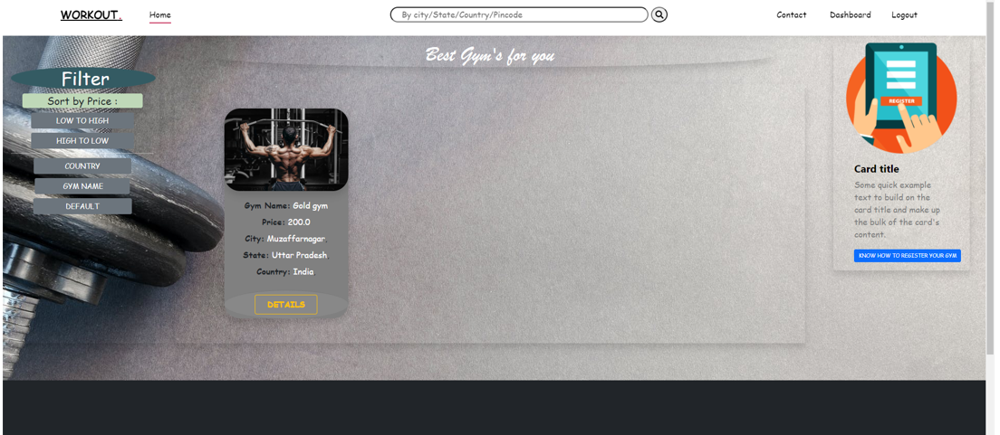 WORKOUT.
Home
By city/State/Country/Pincode
Contact
Dashboard
Logout
Best Gym's for you
Filter
Sort by Price :
LOW TO HIGH
HIGH TO LOW
COUNTRY
GYM NAME
DEFAULT
Gym Name: Gold gym
Price: 200.0
City: Muzaffarnagar
State: Uttar Pradesh
Country: India
DETAILS
REGISTER
Card title
Some quick example
text to build on the
card title and make up
the bulk of the card's
content.
KNOW HOW TO REGISTER YOUR GYM